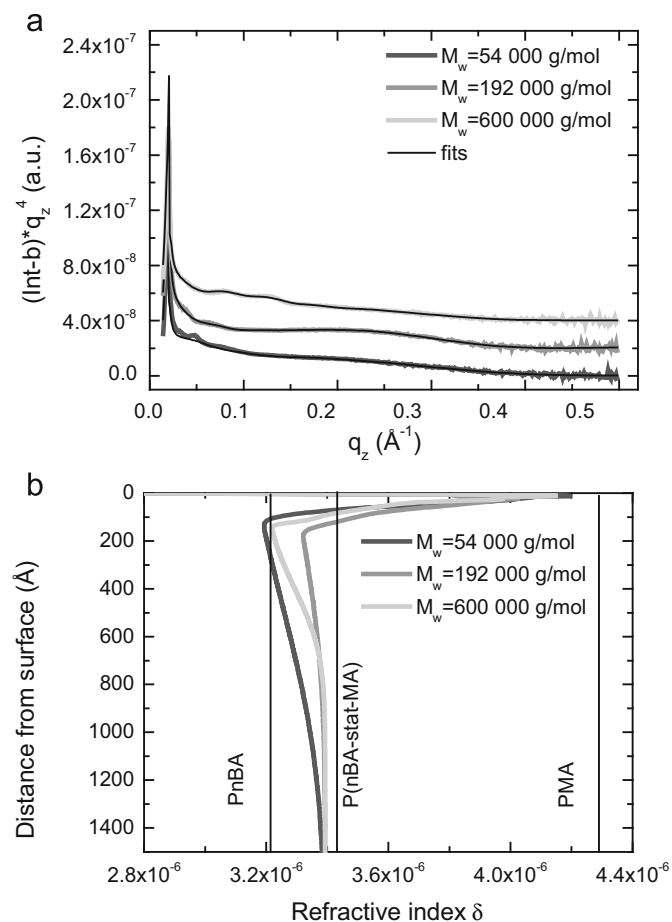 a
(Int-b)*q_z^4 (a.u.)
2.4x10^-7
2.0x10^-7
1.6x10^-7
1.2x10^-7
8.0x10^-8
4.0x10^-8
0.0
M_w=54 000 g/mol
M_w=192 000 g/mol
M_w=600 000 g/mol
fits
0.0 0.1 0.2 0.3 0.4 0.5
q_z (Å^-1)
b
Distance from surface (Å)
0
200
400
600
800
1000
1200
1400
M_w=54 000 g/mol
M_w=192 000 g/mol
M_w=600 000 g/mol
PnBA
P(nBA-stat-MA)
PMA
2.8x10^-6 3.2x10^-6 3.6x10^-6 4.0x10^-6 4.4x10^-6
Refractive index δ